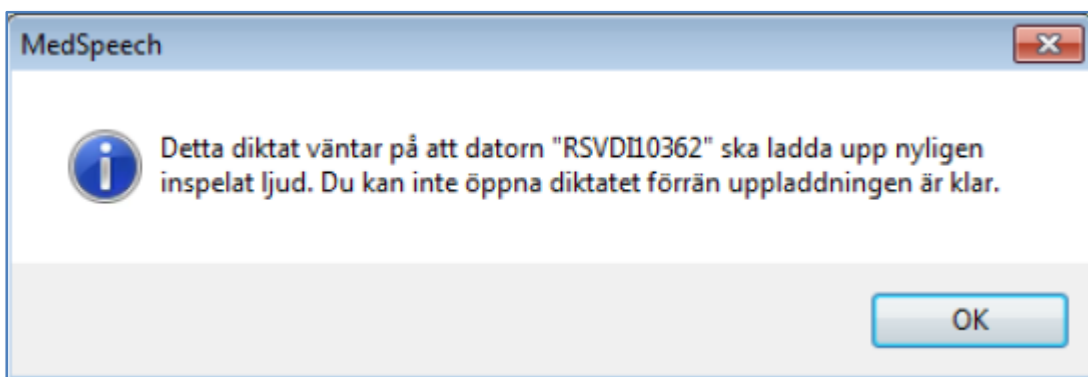 MedSpeech
Detta diktat väntar på att datorn "RSVDI10362" ska ladda upp nyligen
inspelat ljud. Du kan inte öppna diktatet förrän uppladdningen är klar.
OK